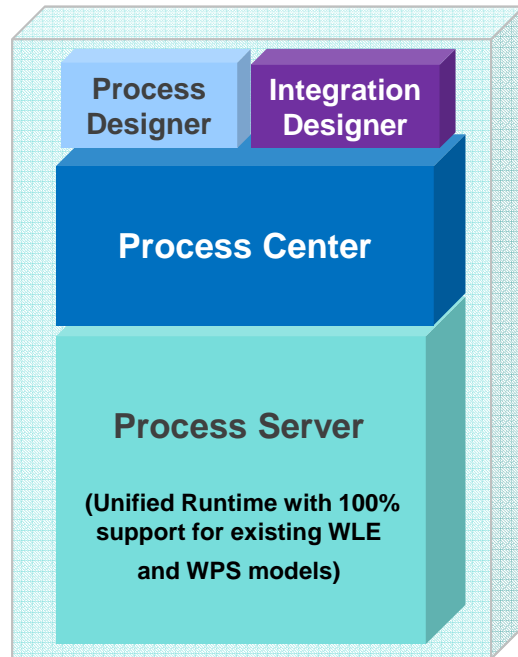 Process
Designer
Integration
Designer
Process Center
Process Server
(Unified Runtime with 100%
support for existing WLE
and WPS models)